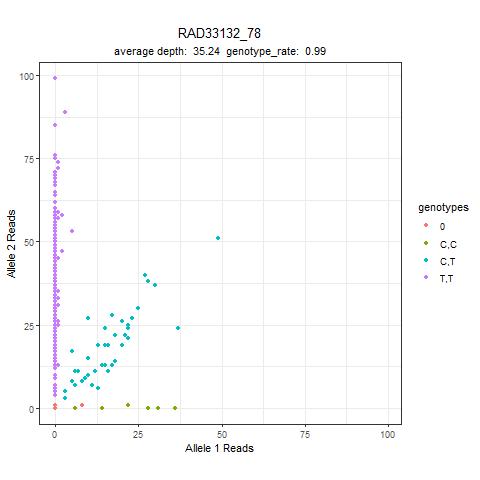 RAD33132_78
average depth: 35.24 genotype_rate: 0.99
100
75
50
25
0
Allele 2 Reads
0 25 50 75 100
Allele 1 Reads
genotypes
0
C,C
C,T
T,T